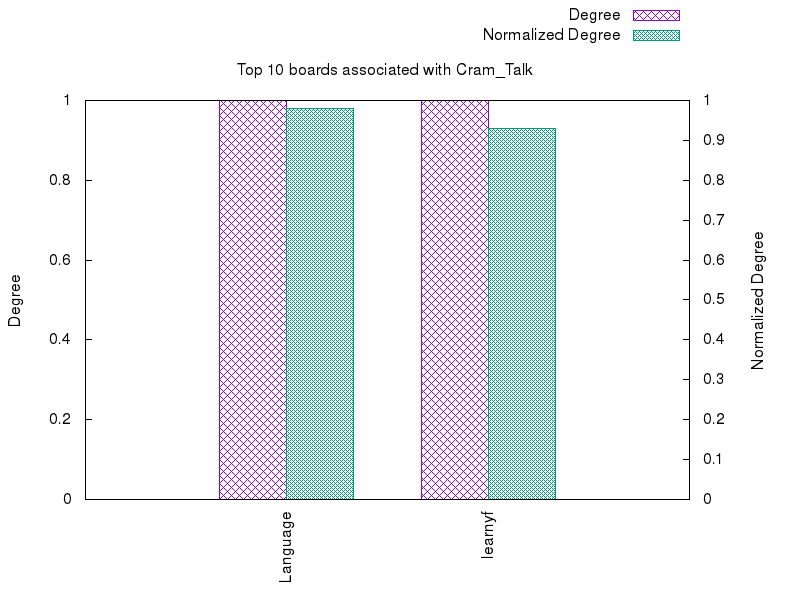 Degree
Normalized Degree
Top 10 boards associated with Cram_Talk
1
0.8
0.6
0.4
0.2
0
Degree
1
0.9
0.8
0.7
0.6
0.5
0.4
0.3
0.2
0.1
0
Normalized Degree
Language
learnyf